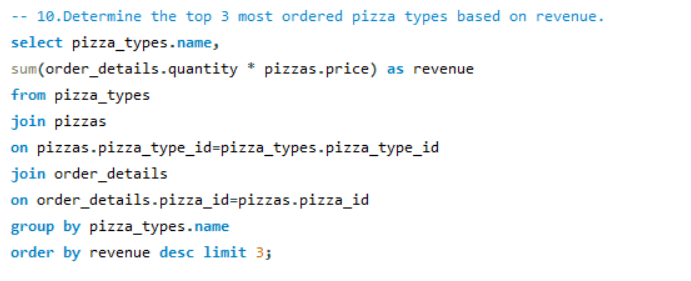 -- 10.Determine the top 3 most ordered pizza types based on revenue.
select pizza_types.name,
sum(order_details.quantity * pizzas.price) as revenue
from pizza_types
join pizzas
on pizzas.pizza_type_id=pizza_types.pizza_type_id
join order_details
on order_details.pizza_id=pizzas.pizza_id
group by pizza_types.name
order by revenue desc limit 3;